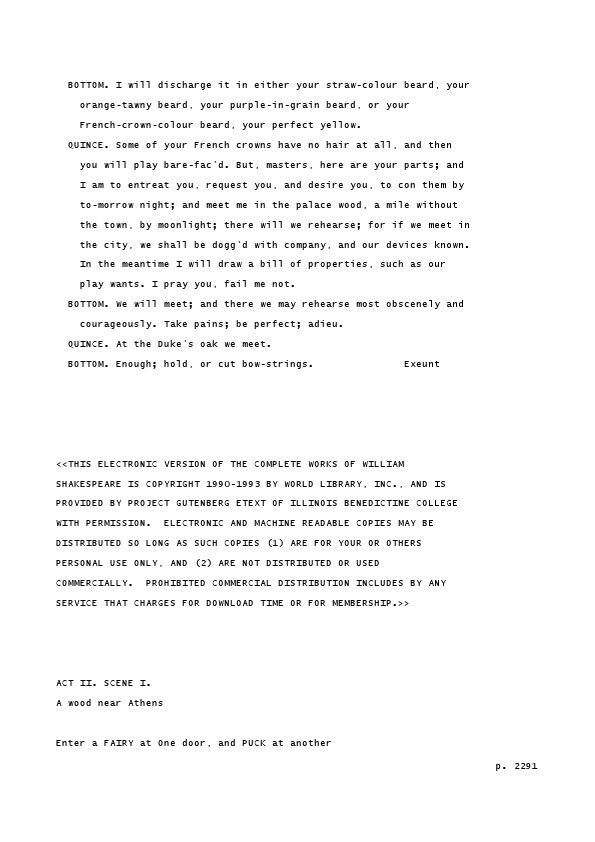 BOTTOM. I will discharge it in either your straw-colour beard, your
orange-tawny beard, your purple-in-grain beard, or your
French-crown-colour beard, your perfect yellow.
QUINCE. Some of your French crowns have no hair at all, and then
you will play bare-fac'd. But, masters, here are your parts; and
I am to entreat you, request you, and desire you, to con them by
to-morrow night; and meet me in the palace wood, a mile without
the town, by moonlight; there will we rehearse; for if we meet in
the city, we shall be dogg'd with company, and our devices known.
In the meantime I will draw a bill of properties, such as our
play wants. I pray you, fail me not.
BOTTOM. We will meet; and there we may rehearse most obscenely and
courageously. Take pains; be perfect; adieu.
QUINCE. At the Duke's oak we meet.
BOTTOM. Enough; hold, or cut bow-strings. Exeunt
<<THIS ELECTRONIC VERSION OF THE COMPLETE WORKS OF WILLIAM
SHAKESPEARE IS COPYRIGHT 1990-1993 BY WORLD LIBRARY, INC., AND IS
PROVIDED BY PROJECT GUTENBERG ETEXT OF ILLINOIS BENEDICTINE COLLEGE
WITH PERMISSION.  ELECTRONIC AND MACHINE READABLE COPIES MAY BE
DISTRIBUTED SO LONG AS SUCH COPIES (1) ARE FOR YOUR OR OTHERS
PERSONAL USE ONLY, AND (2) ARE NOT DISTRIBUTED OR USED
COMMERCIALLY.  PROHIBITED COMMERCIAL DISTRIBUTION INCLUDES BY ANY
SERVICE THAT CHARGES FOR DOWNLOAD TIME OR FOR MEMBERSHIP.>>
ACT II. SCENE I.
A wood near Athens
Enter a FAIRY at One door, and PUCK at another
p. 2291